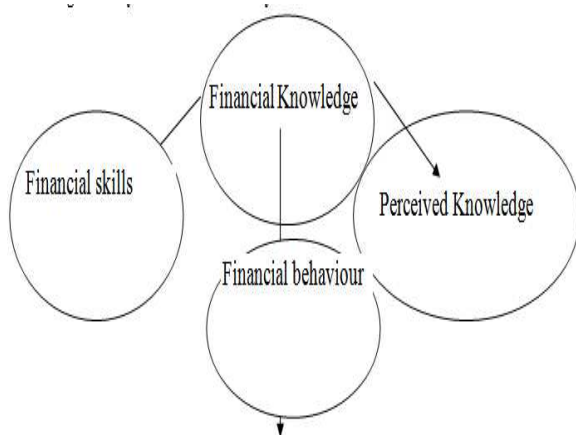 Financial Knowledge
Financial skills
Perceived Knowledge
Financial behaviour